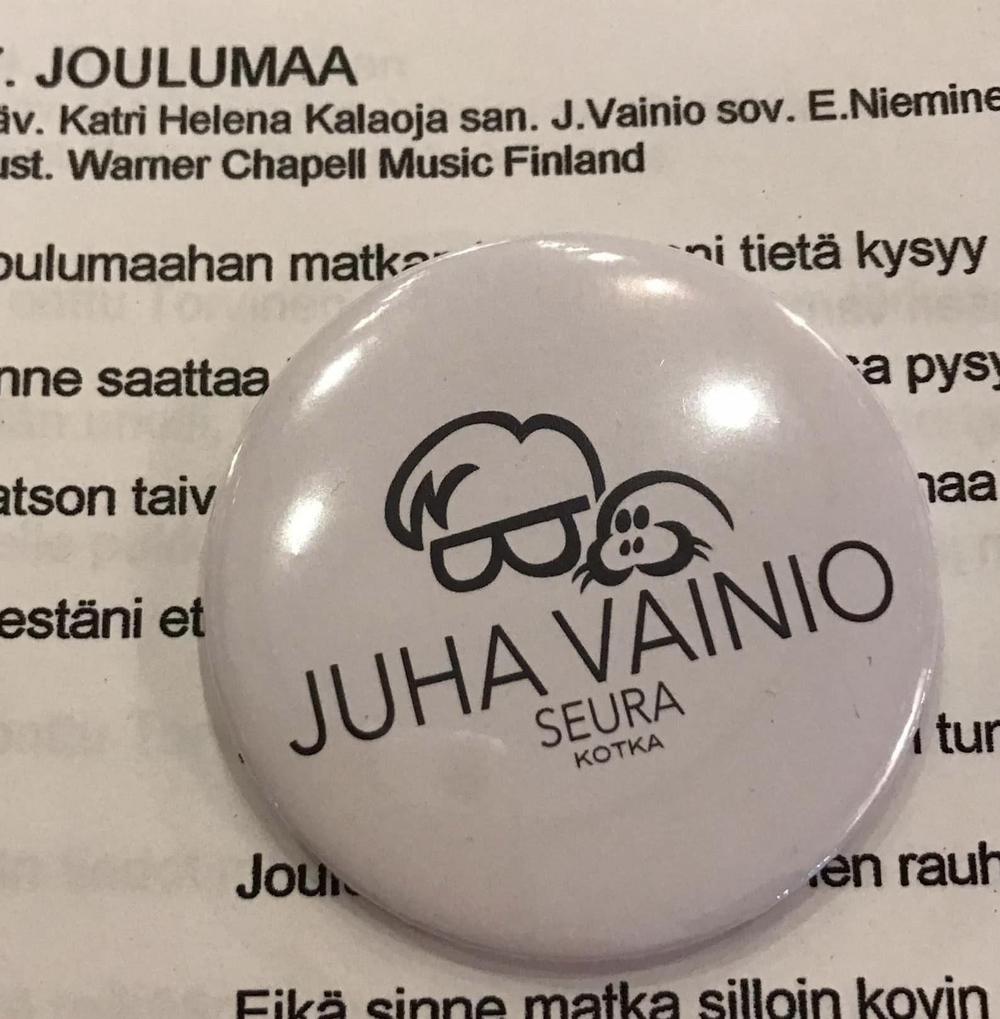 . JOULUMAA
äv. Katri Helena Kalaoja san. J.Vainio sov. E.Niemine
ust. Warner Chapell Music Finland
oulumaahan matka ni tietä kysyy
nne saattaa a pysy
atson taiv maa
estäni et
JUHA VAINIO
SEURA
KOTKA
tur
Joul en rauh
Eikä sinne matka silloin kovin